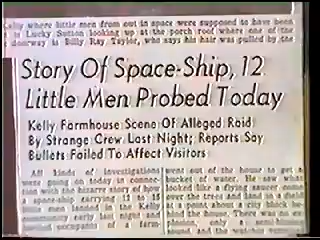 Kelly where little men from out in space were supposed to have been
is Lucky Sutton looking up at the porch roof where one of the
doorway is Billy Ray Taylor, who says his hair was pulled by the
Story Of Space-Ship, 12
Little Men Probed Today
Kelly Farmhouse Scene Of Alleged Raid
By Strange Crew Last Night; Reports Say
Bullets Failed To Affect Visitors
All kinds of investigations
were going on today in connec-
tion with the bizarre story of how
a space-ship carrying 12 to 15
little men landed in the Kelly
community early last night and
occupants of a farm-
went out of the house to get a
bucket of water. He saw what
looked like a flying saucer come
over the trees and land in a field
at a point about a city block be-
hind the house. There was no
only a semi-